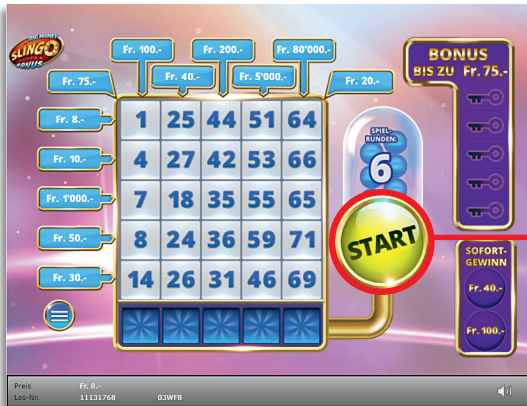 BIG MONEY
SLINGO
BONUS
Fr. 100.- Fr. 200.- Fr. 80'000.-
Fr. 75.- Fr. 40.- Fr. 5'000.- Fr. 20.-
Fr. 8.- 1 25 44 51 64
Fr. 10.- 4 27 42 53 66
Fr. 1'000.- 7 18 35 55 65
Fr. 50.- 8 24 36 59 71
Fr. 30.- 14 26 31 46 69
SPIEL-
RUNDEN:
6
START
BONUS
BIS ZU Fr. 75.-
SOFORT-
GEWINN
Fr. 40.-
Fr. 100.-
Preis Fr. 8.-
Los-Nr. 11131768 03WF8